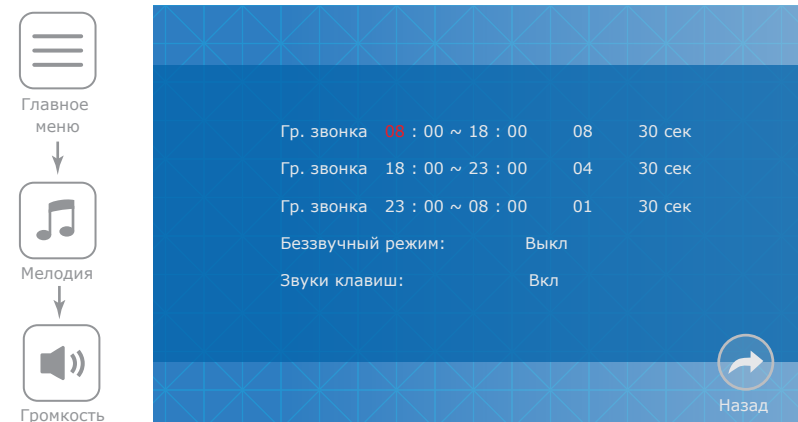 Главное
меню
Мелодия
Громкость
Гр. звонка 08 : 00 ~ 18 : 00 08 30 сек
Гр. звонка 18 : 00 ~ 23 : 00 04 30 сек
Гр. звонка 23 : 00 ~ 08 : 00 01 30 сек
Беззвучный режим: Выкл
Звуки клавиш: Вкл
Назад